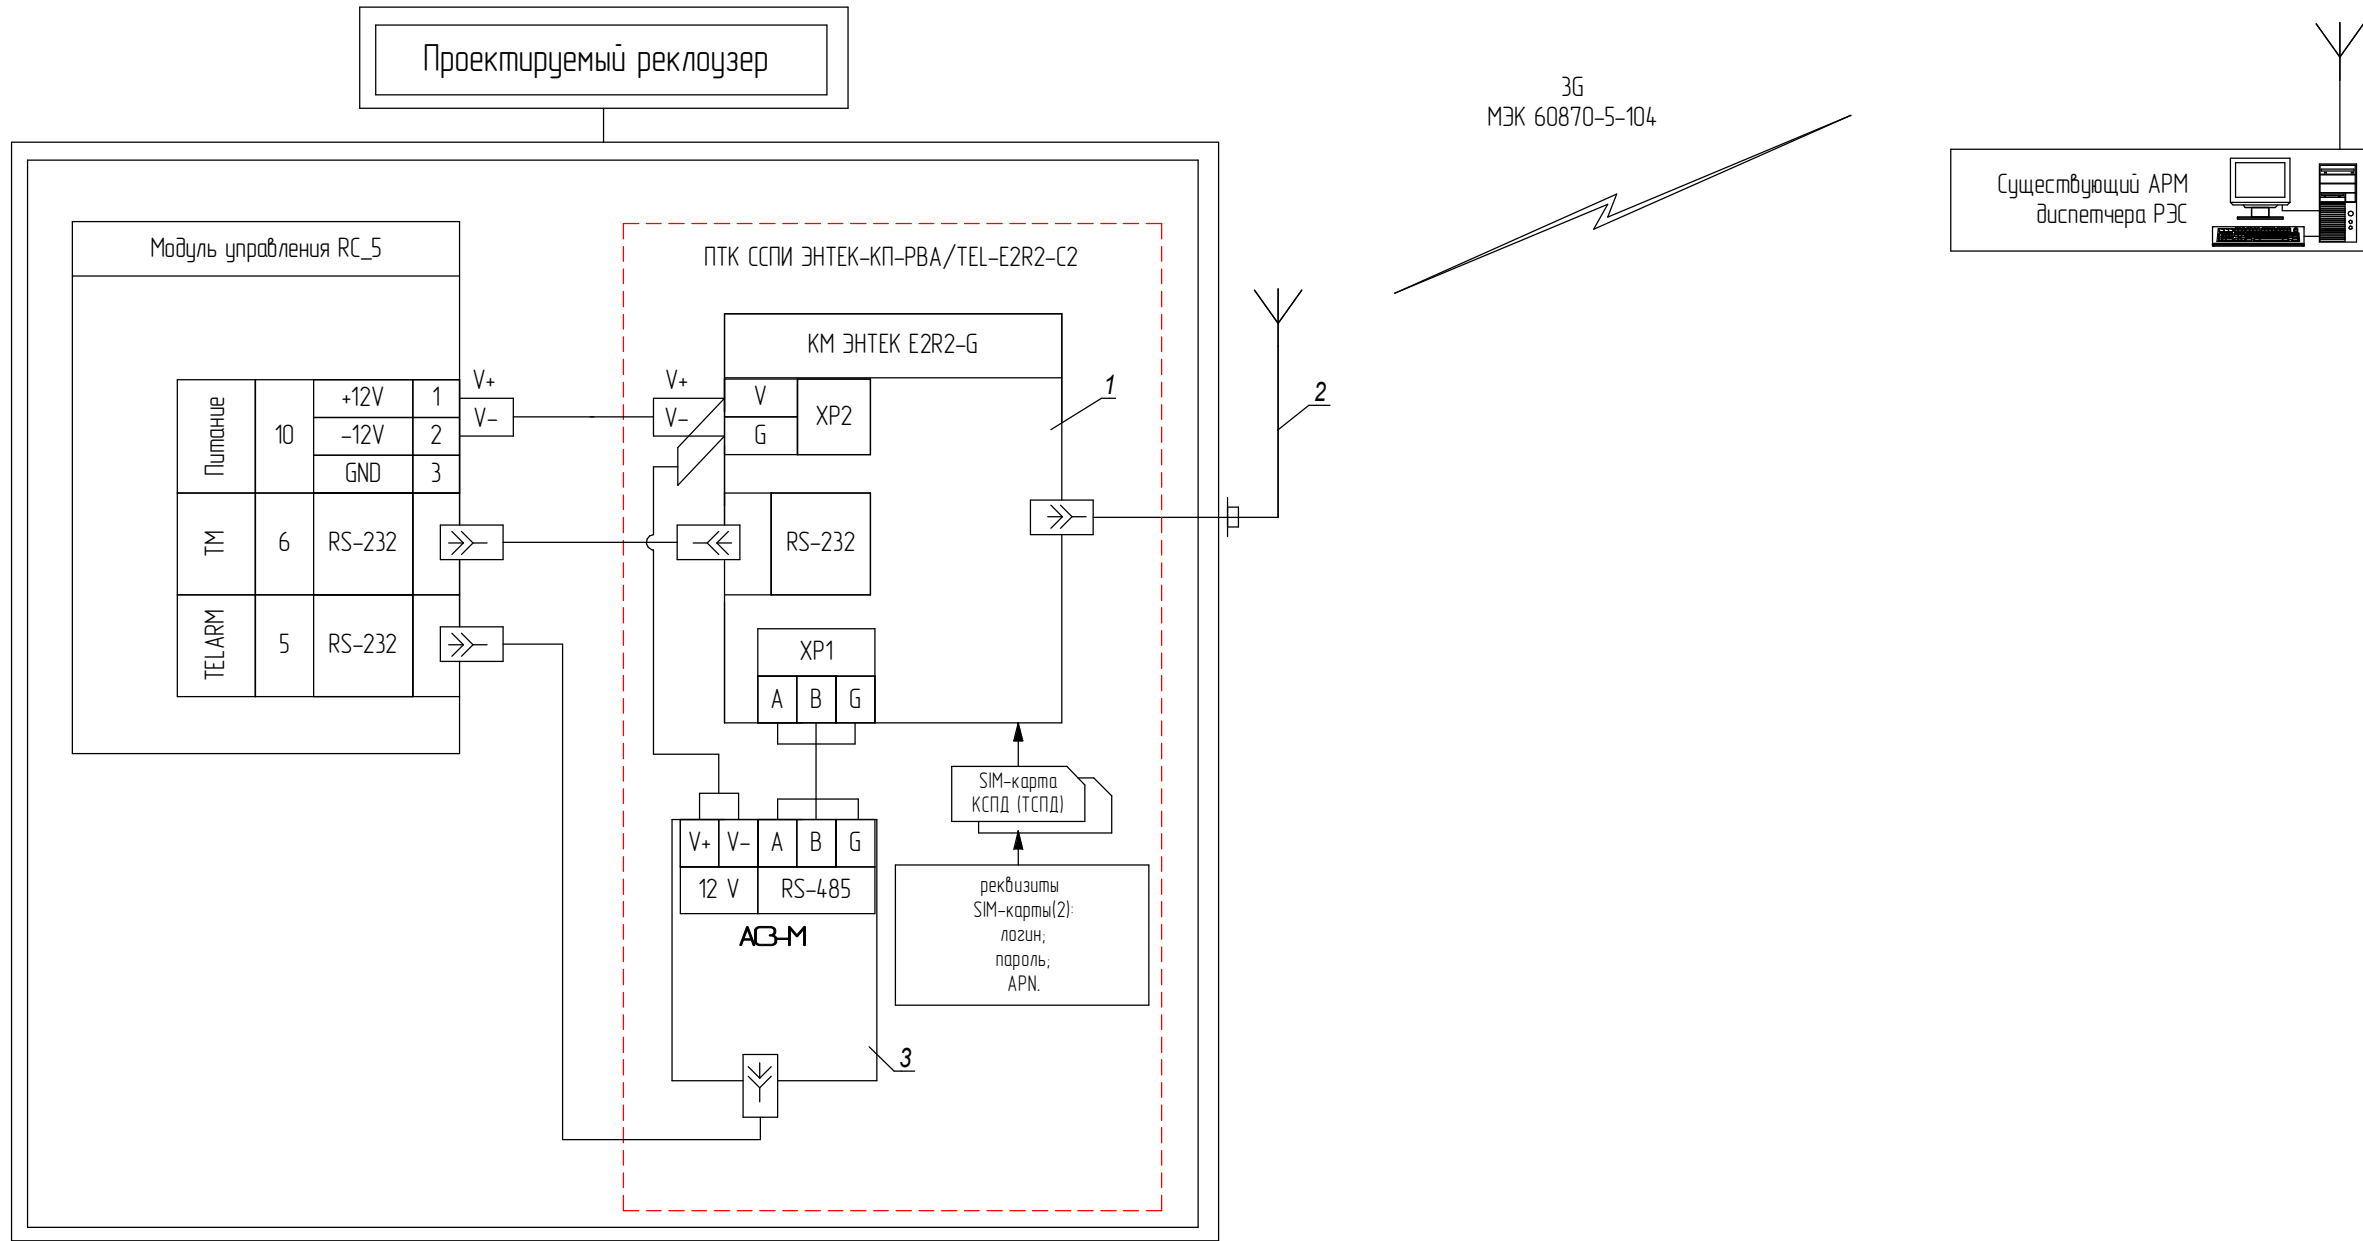 Проектируемый реклоузер
3G
МЭК 60870-5-104
Существующий АРМ
диспетчера РЭС
Модуль управления RC_5
Питание
10
+12V
1
-12V
2
GND
3
V+
V-
TM
6
RS-232
TELARM
5
RS-232
ПТК ССПИ ЭНТЕК-КП-РВА/TEL-E2R2-C2
КМ ЭНТЕК E2R2-G
V+
V-
V
G
XP2
RS-232
XP1
A
B
G
1
2
SIM-карта
КСПД (ТСПД)
V+
V-
A
B
G
12 V
RS-485
реквизиты
SIM-карты(2):
логин;
пароль;
APN.
3